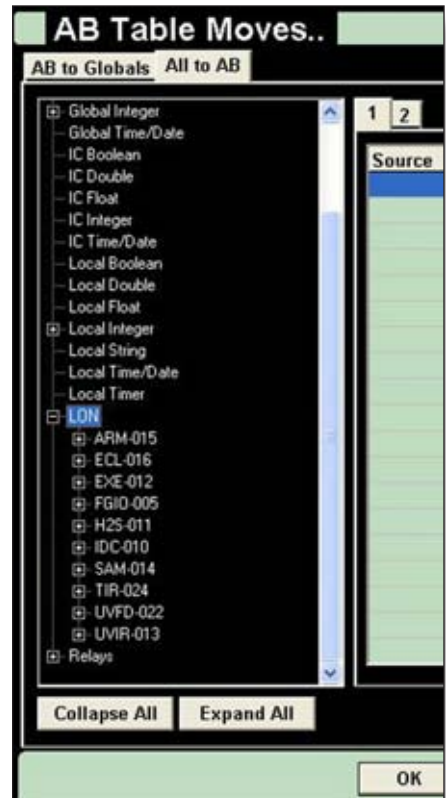 AB Table Moves..
AB to Globals All to AB
Global Integer
Global Time/Date
IC Boolean
IC Double
IC Float
IC Integer
IC Time/Date
Local Boolean
Local Double
Local Float
Local Integer
Local String
Local Time/Date
Local Timer
LON
ARM-015
ECL-016
EXE-012
FGIO-005
H2S-011
IDC-010
SAM-014
TIR-024
UVFD-022
UVIR-013
Relays
1 2
Source
Collapse All Expand All
OK